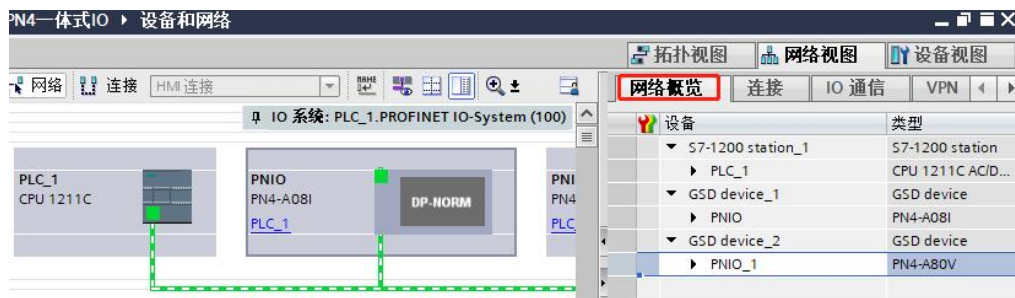 PN4一体式IO ▸ 设备和网络
拓扑视图 网络视图 设备视图
网络 连接 HMI 连接
网络概览 连接 IO 通信 VPN
IO 系统: PLC_1.PROFINET IO-System (100)
设备 类型
S7-1200 station_1 S7-1200 station
PLC_1 CPU 1211C AC/D...
GSD device_1 GSD device
PNIO PN4-A08I
GSD device_2 GSD device
PNIO_1 PN4-A80V
PLC_1
CPU 1211C
PNIO
PN4-A08I
DP-NORM
PLC_1
PNI
PN4
PLC